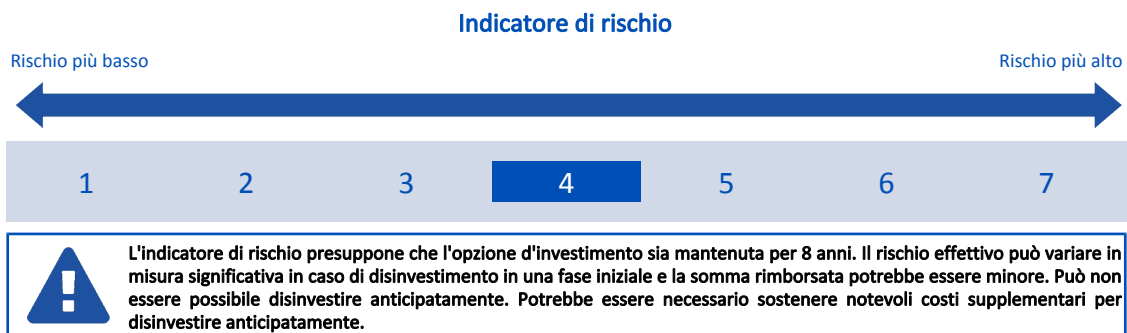 Indicatore di rischio
Rischio più basso Rischio più alto
1 2 3 4 5 6 7
L'indicatore di rischio presuppone che l'opzione d'investimento sia mantenuta per 8 anni. Il rischio effettivo può variare in
misura significativa in caso di disinvestimento in una fase iniziale e la somma rimborsata potrebbe essere minore. Può non
essere possibile disinvestire anticipatamente. Potrebbe essere necessario sostenere notevoli costi supplementari per
disinvestire anticipatamente.